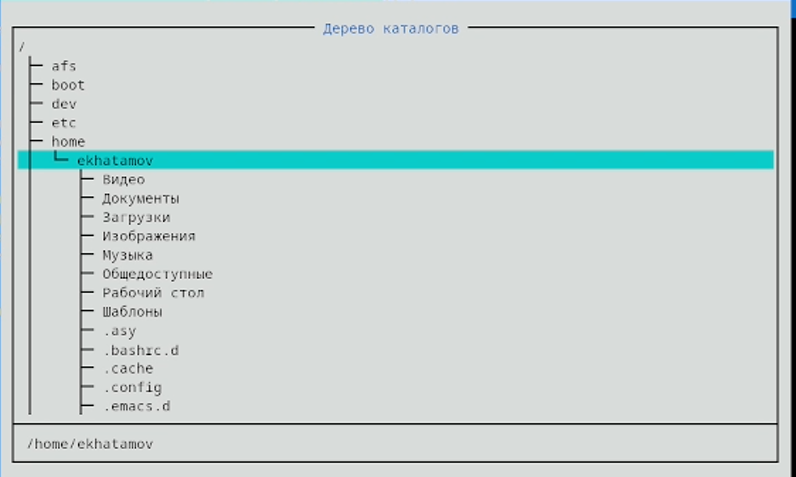 Дерево каталогов
/
afs
boot
dev
etc
home
ekhatamov
Видео
Документы
Загрузки
Изображения
Музыка
Общедоступные
Рабочий стол
Шаблоны
.asy
.bashrc.d
.cache
.config
.emacs.d
/home/ekhatamov